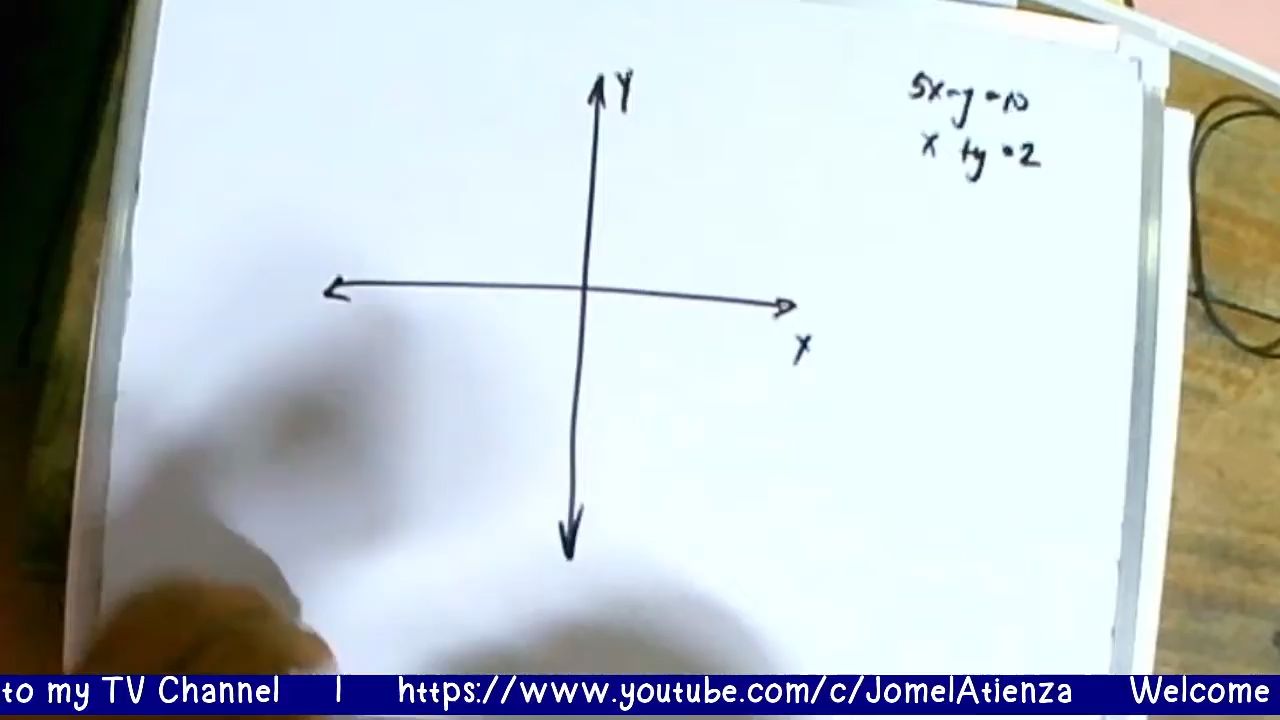 Y
5x-y=10
x +y=2
x
to my TV Channel | https://www.youtube.com/c/JomelAtienza Welcome